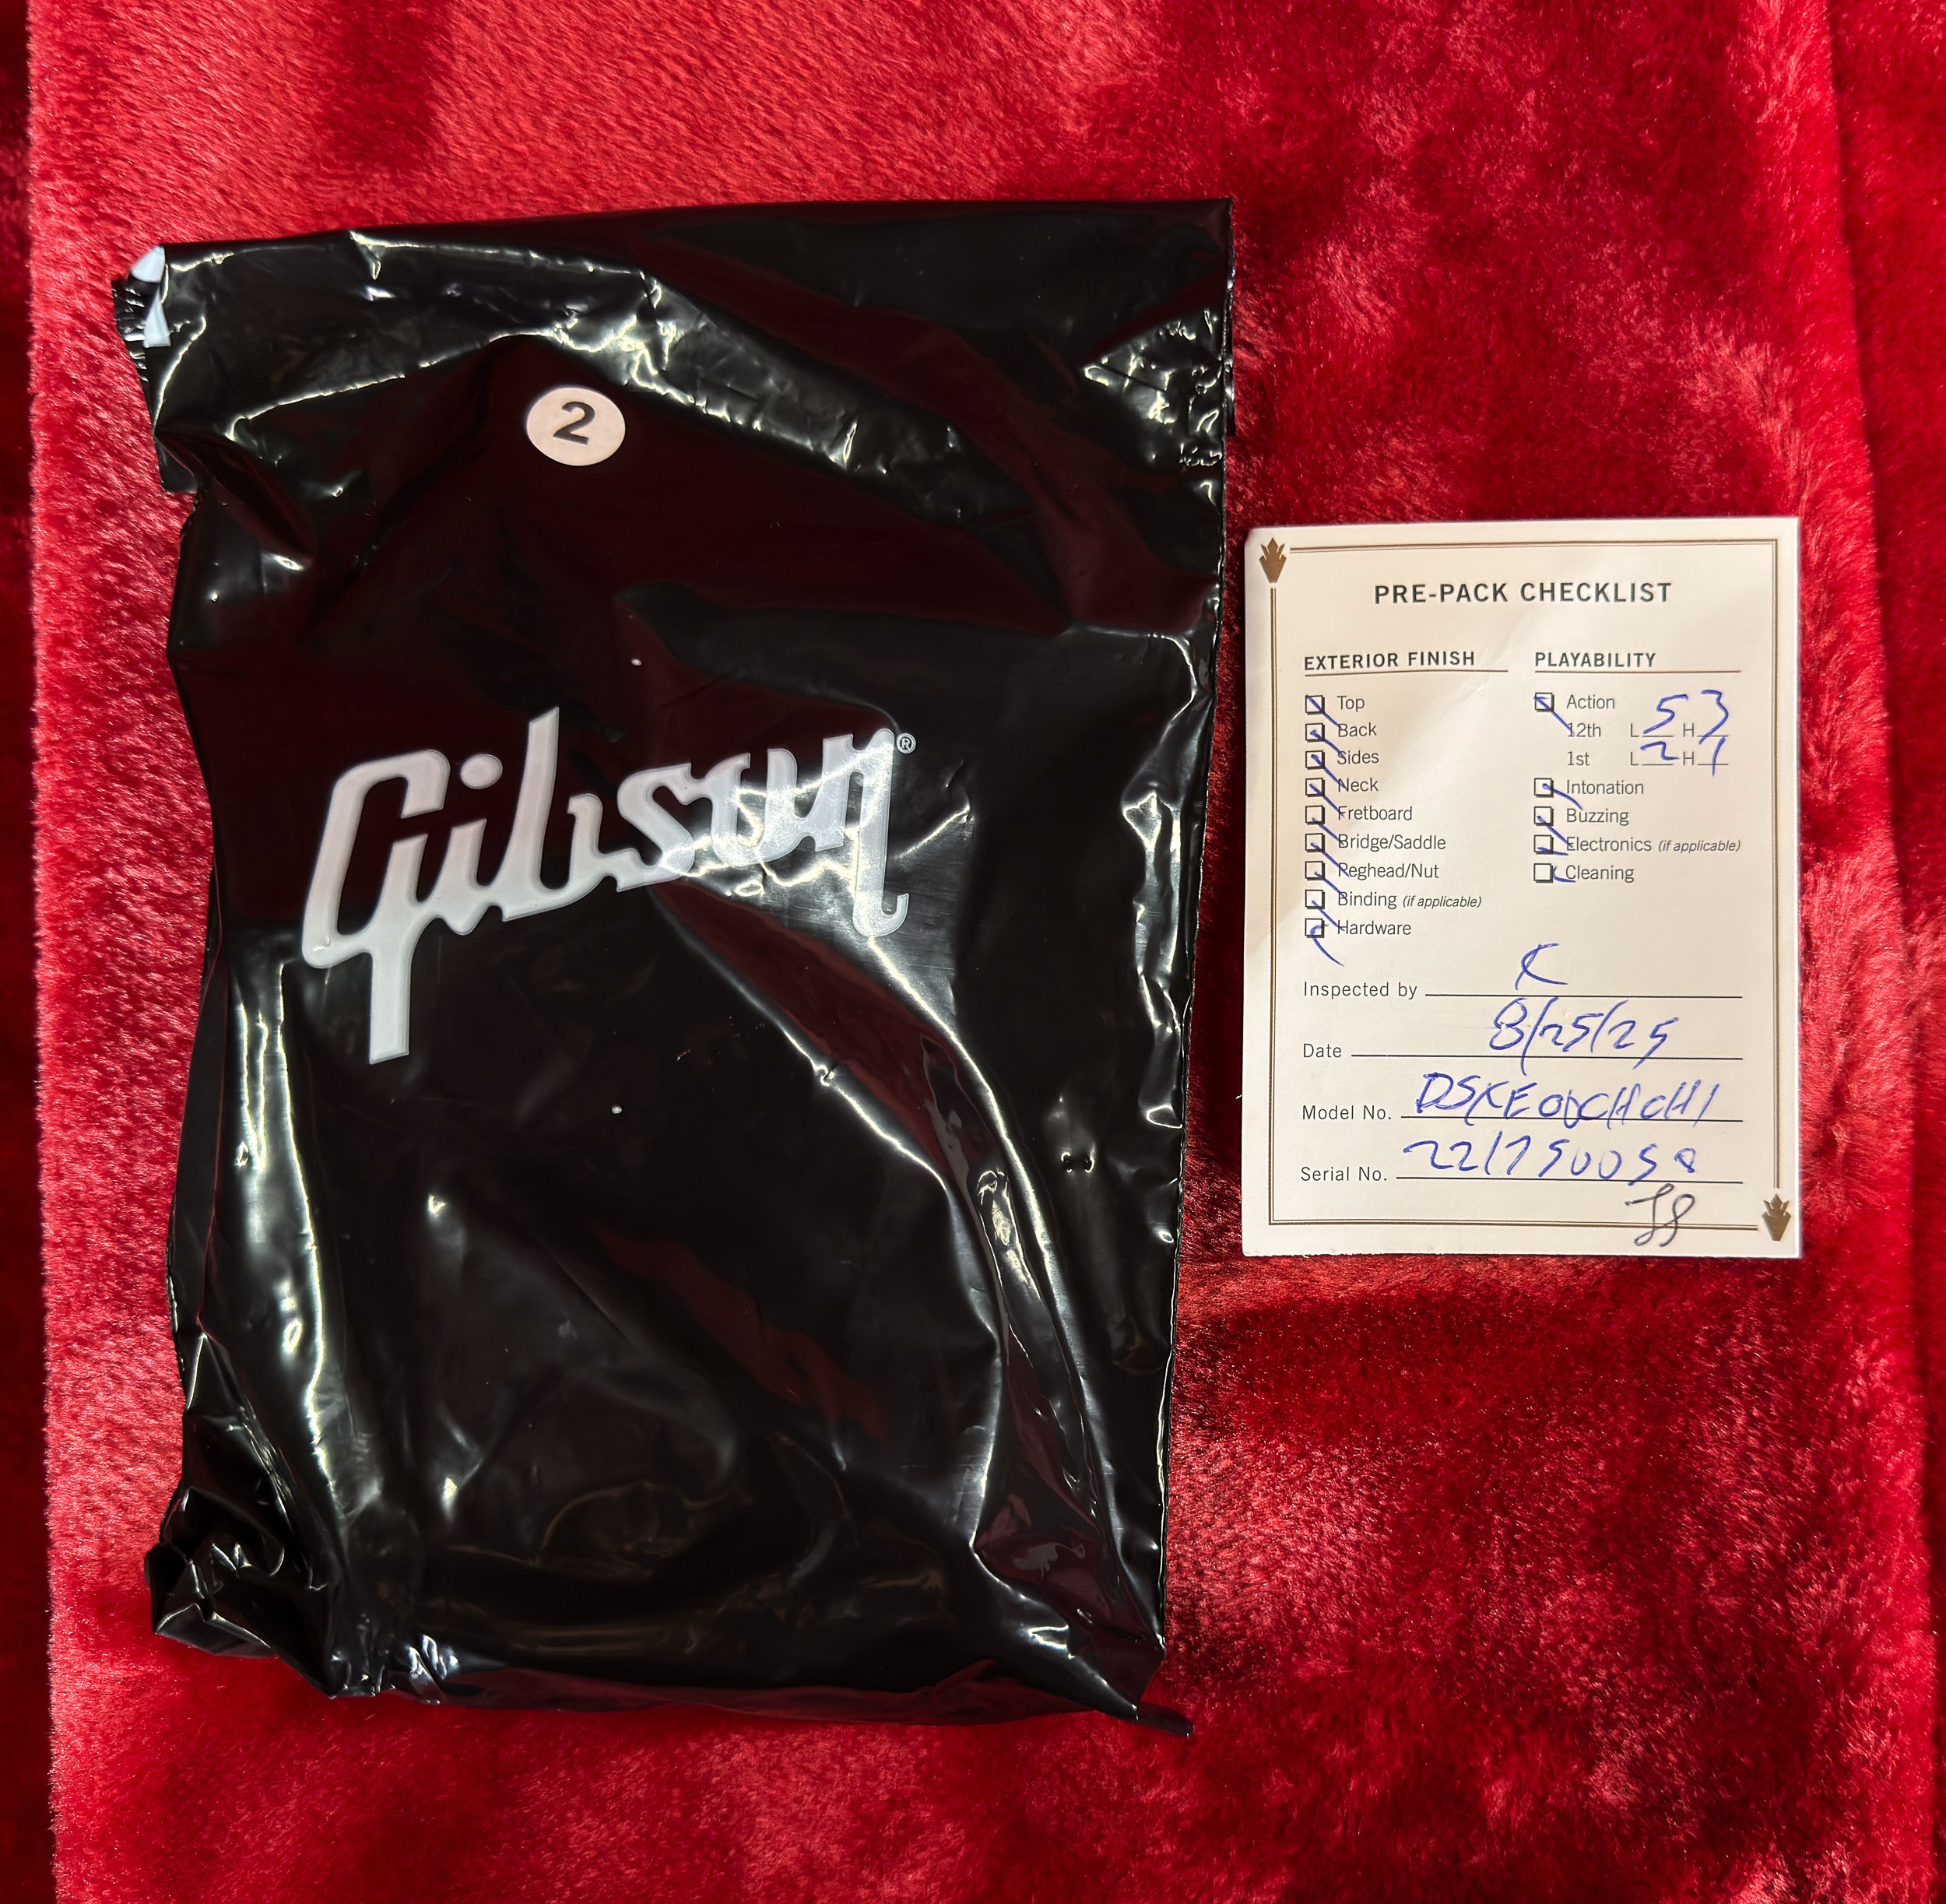 2
Gibson®
PRE-PACK CHECKLIST
EXTERIOR FINISH
Top
Back
Sides
Neck
Fretboard
Bridge/Saddle
Peghead/Nut
Binding (if applicable)
Hardware
PLAYABILITY
Action
12th L 5 H 3
1st L 2 H 1
Intonation
Buzzing
Electronics (if applicable)
Cleaning
Inspected by
Date 8/25/25
Model No.
Serial No.